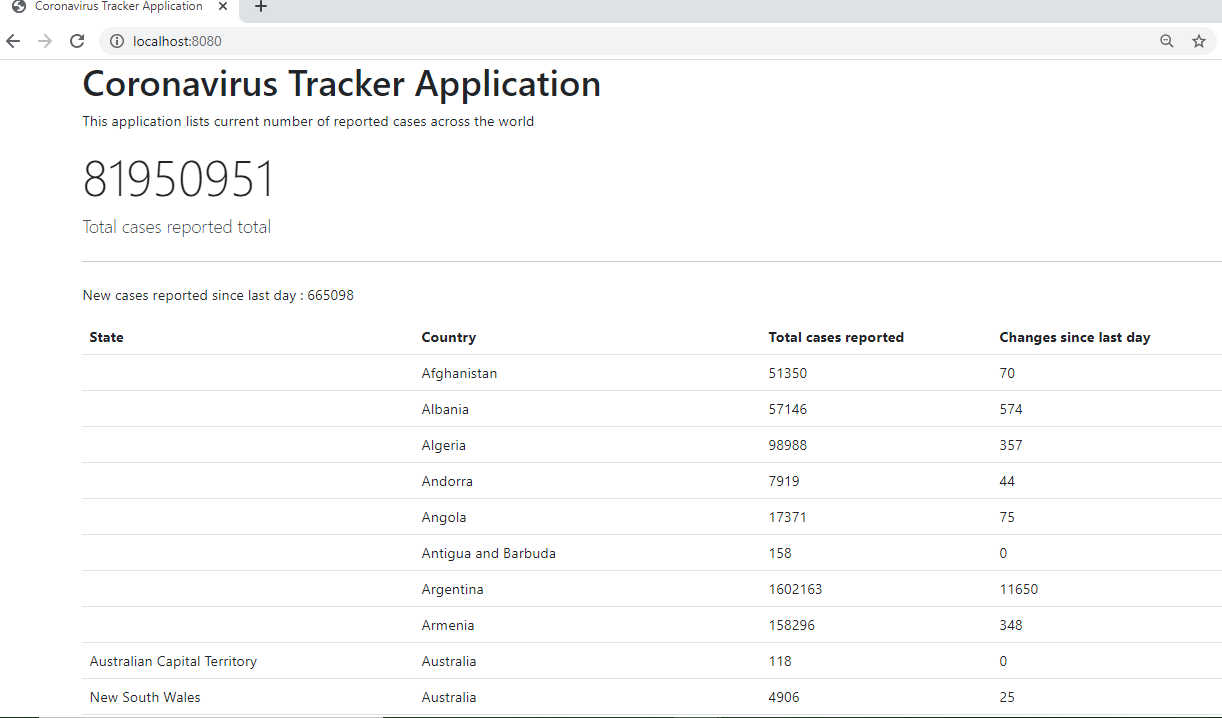 Coronavirus Tracker Application
localhost:8080
Coronavirus Tracker Application
This application lists current number of reported cases across the world
81950951
Total cases reported total
New cases reported since last day : 665098
State Country Total cases reported Changes since last day
Afghanistan 51350 70
Albania 57146 574
Algeria 98988 357
Andorra 7919 44
Angola 17371 75
Antigua and Barbuda 158 0
Argentina 1602163 11650
Armenia 158296 348
Australian Capital Territory Australia 118 0
New South Wales Australia 4906 25